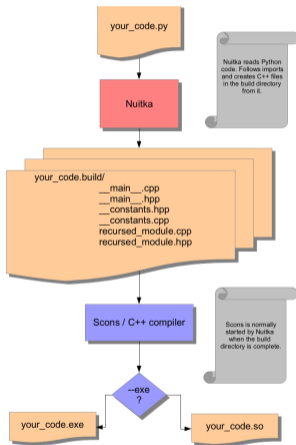 your_code.py
Nuitka reads Python
code. Follows imports
and creates C++ files
in the build directory
from it.
Nuitka
your_code.build/
__main__.cpp
__main__.hpp
__constants.hpp
__constants.cpp
recursed_module.cpp
recursed_module.hpp
Scons / C++ compiler
Scons is normally
started by Nuitka
when the build
directory is complete.
--exe
?
your_code.exe
your_code.so